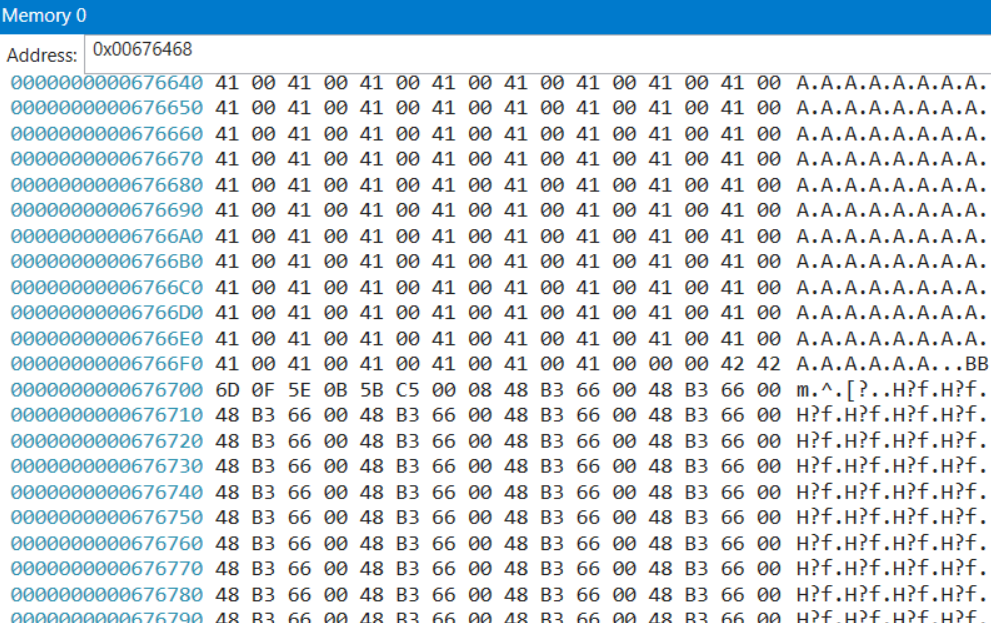 Memory 0
Address: 0x00676468
0000000000676640 41 00 41 00 41 00 41 00 41 00 41 00 41 00 41 00 A.A.A.A.A.A.A.A.
0000000000676650 41 00 41 00 41 00 41 00 41 00 41 00 41 00 41 00 A.A.A.A.A.A.A.A.
0000000000676660 41 00 41 00 41 00 41 00 41 00 41 00 41 00 41 00 A.A.A.A.A.A.A.A.
0000000000676670 41 00 41 00 41 00 41 00 41 00 41 00 41 00 41 00 A.A.A.A.A.A.A.A.
0000000000676680 41 00 41 00 41 00 41 00 41 00 41 00 41 00 41 00 A.A.A.A.A.A.A.A.
0000000000676690 41 00 41 00 41 00 41 00 41 00 41 00 41 00 41 00 A.A.A.A.A.A.A.A.
00000000006766A0 41 00 41 00 41 00 41 00 41 00 41 00 41 00 41 00 A.A.A.A.A.A.A.A.
00000000006766B0 41 00 41 00 41 00 41 00 41 00 41 00 41 00 41 00 A.A.A.A.A.A.A.A.
00000000006766C0 41 00 41 00 41 00 41 00 41 00 41 00 41 00 41 00 A.A.A.A.A.A.A.A.
00000000006766D0 41 00 41 00 41 00 41 00 41 00 41 00 41 00 41 00 A.A.A.A.A.A.A.A.
00000000006766E0 41 00 41 00 41 00 41 00 41 00 41 00 41 00 41 00 A.A.A.A.A.A.A.A.
00000000006766F0 41 00 41 00 41 00 41 00 41 00 41 00 00 00 42 42 A.A.A.A.A.A...BB
0000000000676700 6D 0F 5E 0B 5B C5 00 08 48 B3 66 00 48 B3 66 00 m.^.[?..H?f.H?f.
0000000000676710 48 B3 66 00 48 B3 66 00 48 B3 66 00 48 B3 66 00 H?f.H?f.H?f.H?f.
0000000000676720 48 B3 66 00 48 B3 66 00 48 B3 66 00 48 B3 66 00 H?f.H?f.H?f.H?f.
0000000000676730 48 B3 66 00 48 B3 66 00 48 B3 66 00 48 B3 66 00 H?f.H?f.H?f.H?f.
0000000000676740 48 B3 66 00 48 B3 66 00 48 B3 66 00 48 B3 66 00 H?f.H?f.H?f.H?f.
0000000000676750 48 B3 66 00 48 B3 66 00 48 B3 66 00 48 B3 66 00 H?f.H?f.H?f.H?f.
0000000000676760 48 B3 66 00 48 B3 66 00 48 B3 66 00 48 B3 66 00 H?f.H?f.H?f.H?f.
0000000000676770 48 B3 66 00 48 B3 66 00 48 B3 66 00 48 B3 66 00 H?f.H?f.H?f.H?f.
0000000000676780 48 B3 66 00 48 B3 66 00 48 B3 66 00 48 B3 66 00 H?f.H?f.H?f.H?f.
0000000000676790 48 B3 66 00 48 B3 66 00 48 B3 66 00 48 B3 66 00 H?f.H?f.H?f.H?f.